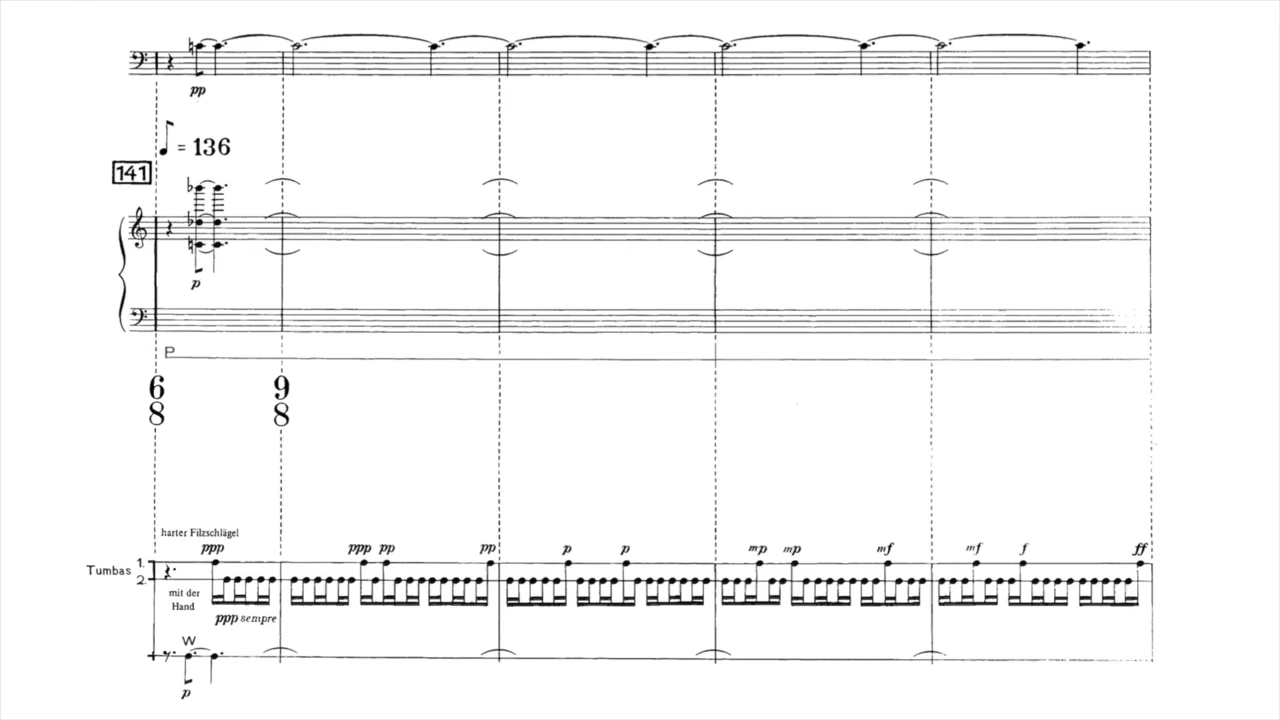 pp
♪ = 136
141
p
P
6 9
8 8
harter Filzschlägel
ppp ppp pp pp p p mp mp mf mf f ff
Tumbas 1.
2.
mit der
Hand
ppp sempre
W
p